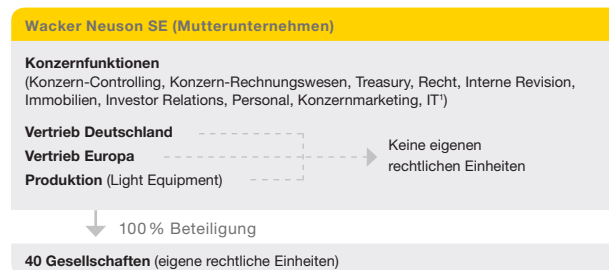 Wacker Neuson SE (Mutterunternehmen)
Konzernfunktionen
(Konzern-Controlling, Konzern-Rechnungswesen, Treasury, Recht, Interne Revision,
Immobilien, Investor Relations, Personal, Konzernmarketing, IT¹)
Vertrieb Deutschland
Vertrieb Europa
Produktion (Light Equipment)
Keine eigenen
rechtlichen Einheiten
100 % Beteiligung
40 Gesellschaften (eigene rechtliche Einheiten)